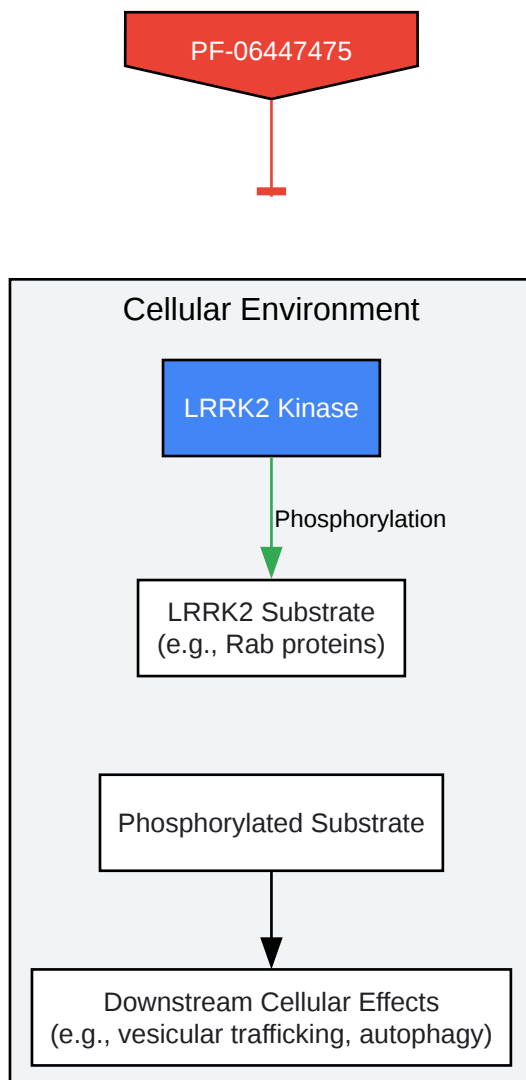 PF-06447475
Cellular Environment
LRRK2 Kinase
Phosphorylation
LRRK2 Substrate
(e.g., Rab proteins)
Phosphorylated Substrate
Downstream Cellular Effects
(e.g., vesicular trafficking, autophagy)